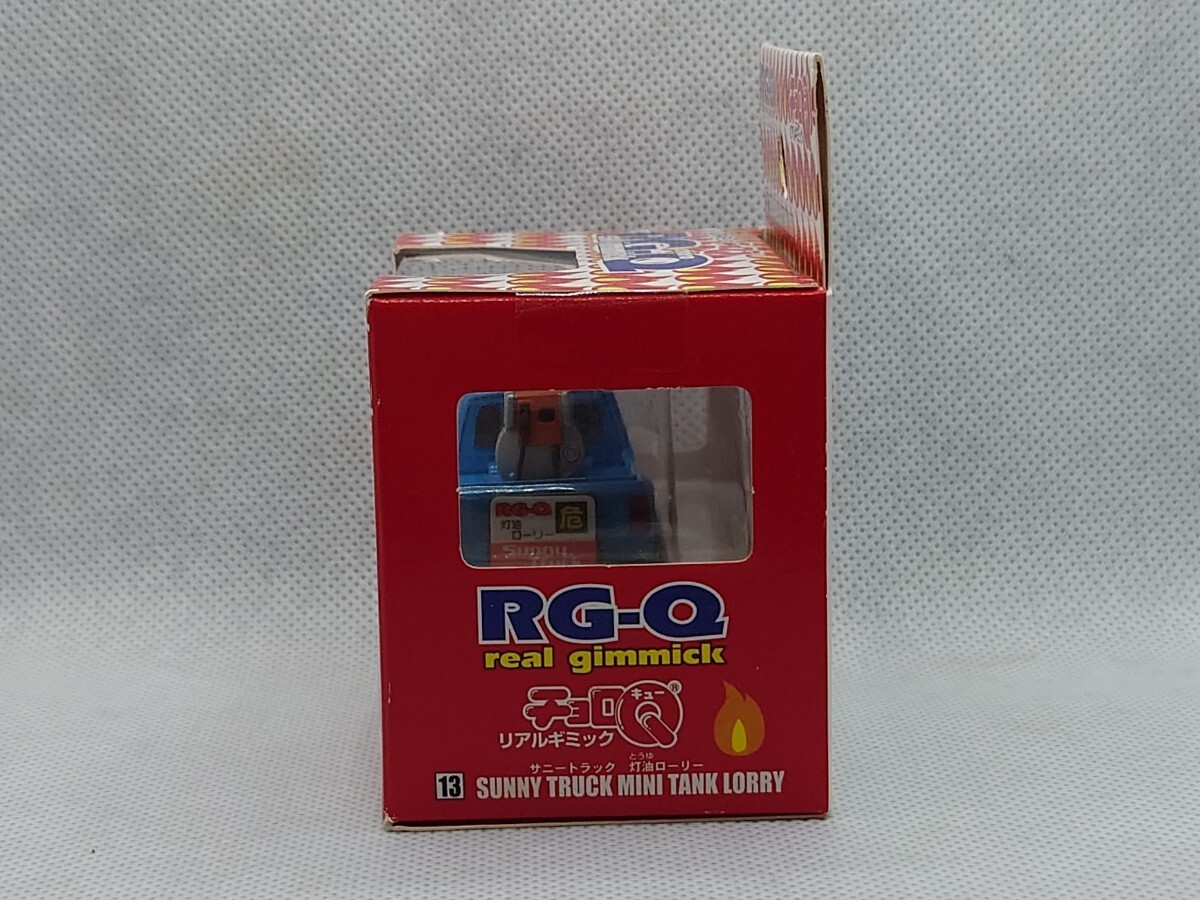 RG-Q
灯油
ローリー
危
Sunny
RG-Q
real gimmick
チョロQ®
キュー
リアルギミック
とうゆ
サニートラック 灯油ローリー
13 SUNNY TRUCK MINI TANK LORRY